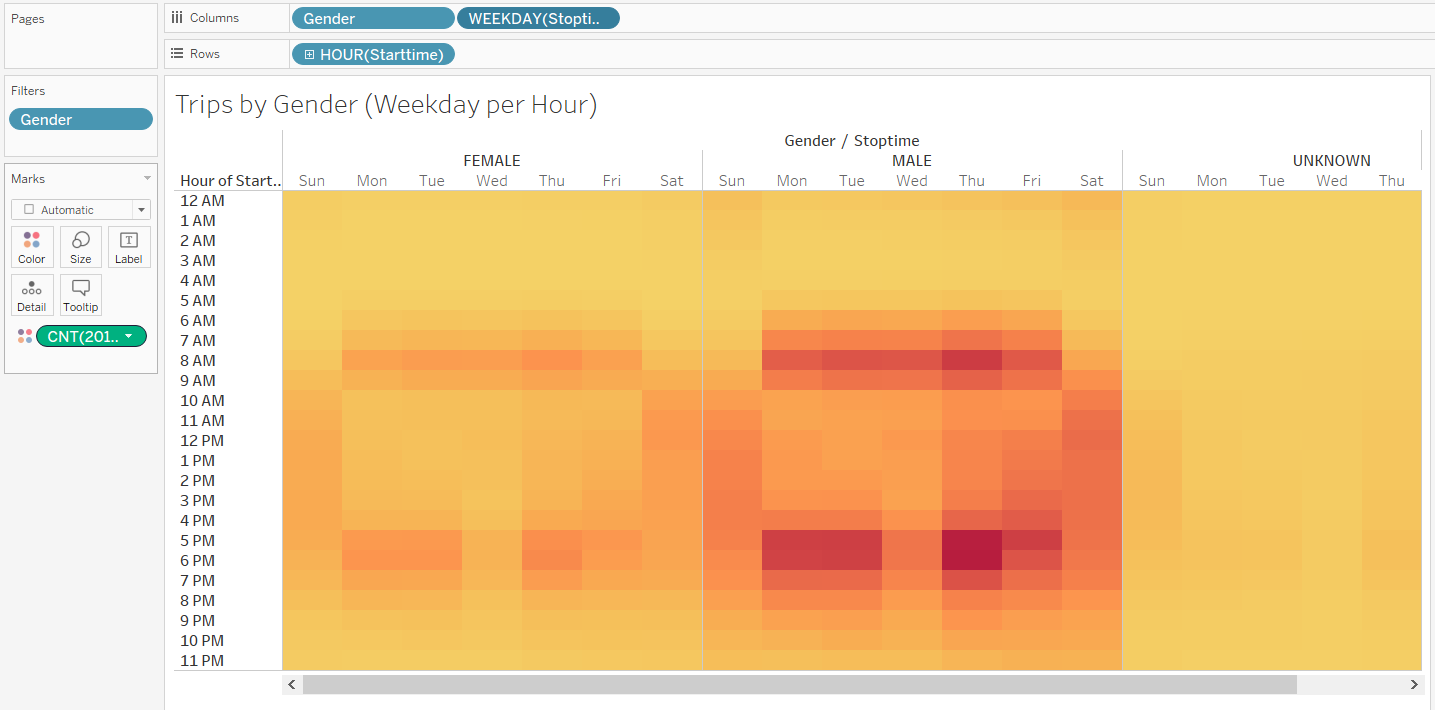 Pages
Columns
Gender
WEEKDAY(Stopti..
Rows
HOUR(Starttime)
Filters
Gender
Marks
Automatic
Color
Size
T
Label
Detail
Tooltip
CNT(201..
Trips by Gender (Weekday per Hour)
Gender / Stoptime
FEMALE MALE UNKNOWN
Hour of Start.. Sun Mon Tue Wed Thu Fri Sat Sun Mon Tue Wed Thu Fri Sat Sun Mon Tue Wed Thu
12 AM
1 AM
2 AM
3 AM
4 AM
5 AM
6 AM
7 AM
8 AM
9 AM
10 AM
11 AM
12 PM
1 PM
2 PM
3 PM
4 PM
5 PM
6 PM
7 PM
8 PM
9 PM
10 PM
11 PM